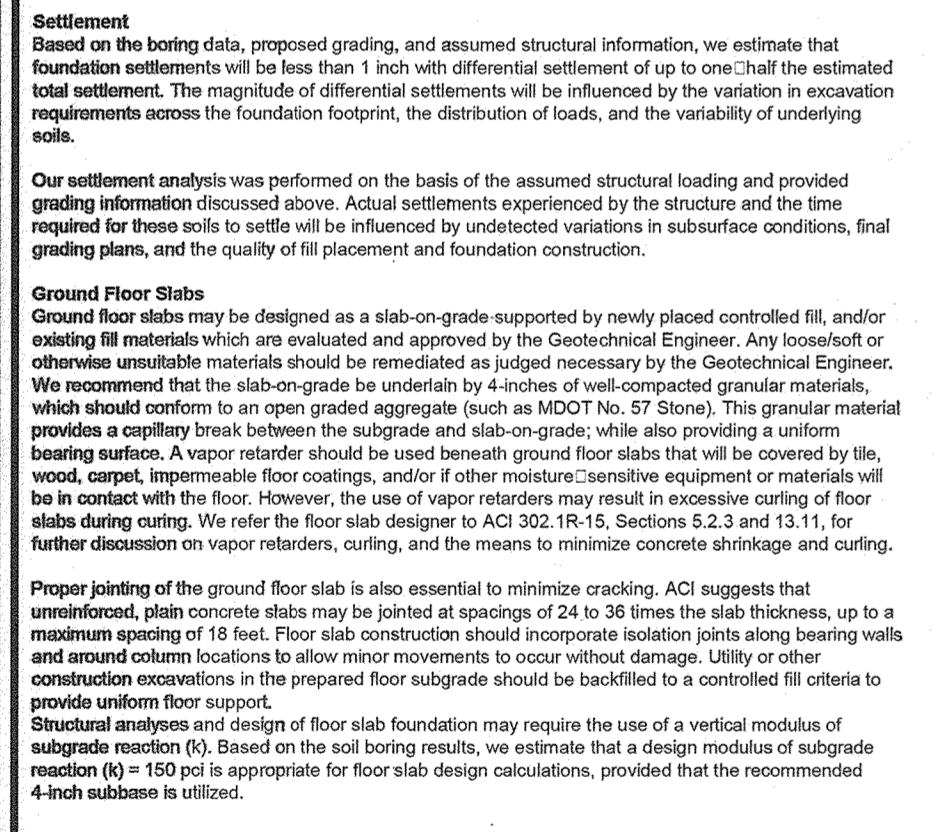 Settlement
Based on the boring data, proposed grading, and assumed structural information, we estimate that
foundation settlements will be less than 1 inch with differential settlement of up to one□half the estimated
total settlement. The magnitude of differential settlements will be influenced by the variation in excavation
requirements across the foundation footprint, the distribution of loads, and the variability of underlying
soils.
Our settlement analysis was performed on the basis of the assumed structural loading and provided
grading information discussed above. Actual settlements experienced by the structure and the time
required for these soils to settle will be influenced by undetected variations in subsurface conditions, final
grading plans, and the quality of fill placement and foundation construction.
Ground Floor Slabs
Ground floor slabs may be designed as a slab-on-grade supported by newly placed controlled fill, and/or
existing fill materials which are evaluated and approved by the Geotechnical Engineer. Any loose/soft or
otherwise unsuitable materials should be remediated as judged necessary by the Geotechnical Engineer.
We recommend that the slab-on-grade be underlain by 4-inches of well-compacted granular materials,
which should conform to an open graded aggregate (such as MDOT No. 57 Stone). This granular material
provides a capillary break between the subgrade and slab-on-grade; while also providing a uniform
bearing surface. A vapor retarder should be used beneath ground floor slabs that will be covered by tile,
wood, carpet, impermeable floor coatings, and/or if other moisture□sensitive equipment or materials will
be in contact with the floor. However, the use of vapor retarders may result in excessive curling of floor
slabs during curing. We refer the floor slab designer to ACI 302.1R-15, Sections 5.2.3 and 13.11, for
further discussion on vapor retarders, curling, and the means to minimize concrete shrinkage and curling.
Proper jointing of the ground floor slab is also essential to minimize cracking. ACI suggests that
unreinforced, plain concrete slabs may be jointed at spacings of 24 to 36 times the slab thickness, up to a
maximum spacing of 18 feet. Floor slab construction should incorporate isolation joints along bearing walls
and around column locations to allow minor movements to occur without damage. Utility or other
construction excavations in the prepared floor subgrade should be backfilled to a controlled fill criteria to
provide uniform floor support.
Structural analyses and design of floor slab foundation may require the use of a vertical modulus of
subgrade reaction (k). Based on the soil boring results, we estimate that a design modulus of subgrade
reaction (k) = 150 pci is appropriate for floor slab design calculations, provided that the recommended
4-inch subbase is utilized.